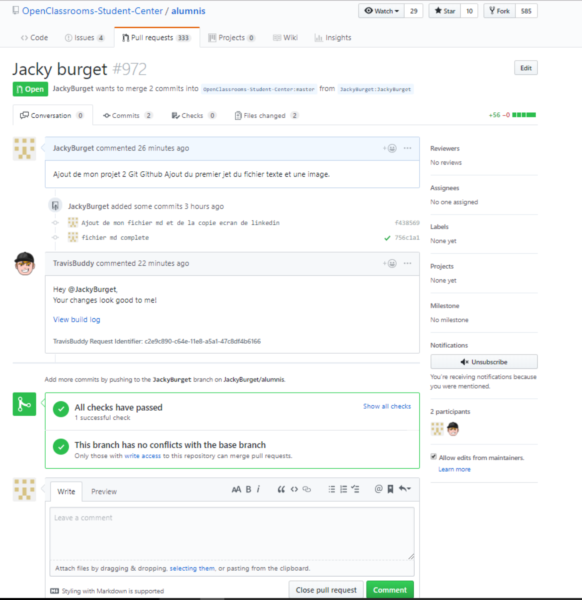 OpenClassrooms-Student-Center / alumnis
Watch 29 Star 10 Fork 585
Code Issues 4 Pull requests 333 Projects 0 Wiki Insights
Jacky burget #972
Edit
Open JackyBurget wants to merge 2 commits into OpenClassrooms-Student-Center:master from JackyBurget:JackyBurget
Conversation 0 Commits 2 Checks 0 Files changed 2
+56 −0
JackyBurget commented 26 minutes ago
Ajout de mon projet 2 Git Github Ajout du premier jet du fichier texte et une image.
JackyBurget added some commits 3 hours ago
Ajout de mon fichier md et de la copie ecran de linkedin f438569
fichier md complete 756c1a1
TravisBuddy commented 22 minutes ago
Hey @JackyBurget,
Your changes look good to me!
View build log
TravisBuddy Request Identifier: c2e9c890-c64e-11e8-a5a1-47c8df4b6166
Add more commits by pushing to the JackyBurget branch on JackyBurget/alumnis.
All checks have passed
1 successful check
Show all checks
This branch has no conflicts with the base branch
Only those with write access to this repository can merge pull requests.
Write Preview
AA B i
Leave a comment
Attach files by dragging & dropping, selecting them, or pasting from the clipboard.
Styling with Markdown is supported
Close pull request Comment
Reviewers
No reviews
Assignees
No one assigned
Labels
None yet
Projects
None yet
Milestone
No milestone
Notifications
Unsubscribe
You're receiving notifications because
you were mentioned.
2 participants
Allow edits from maintainers.
Learn more